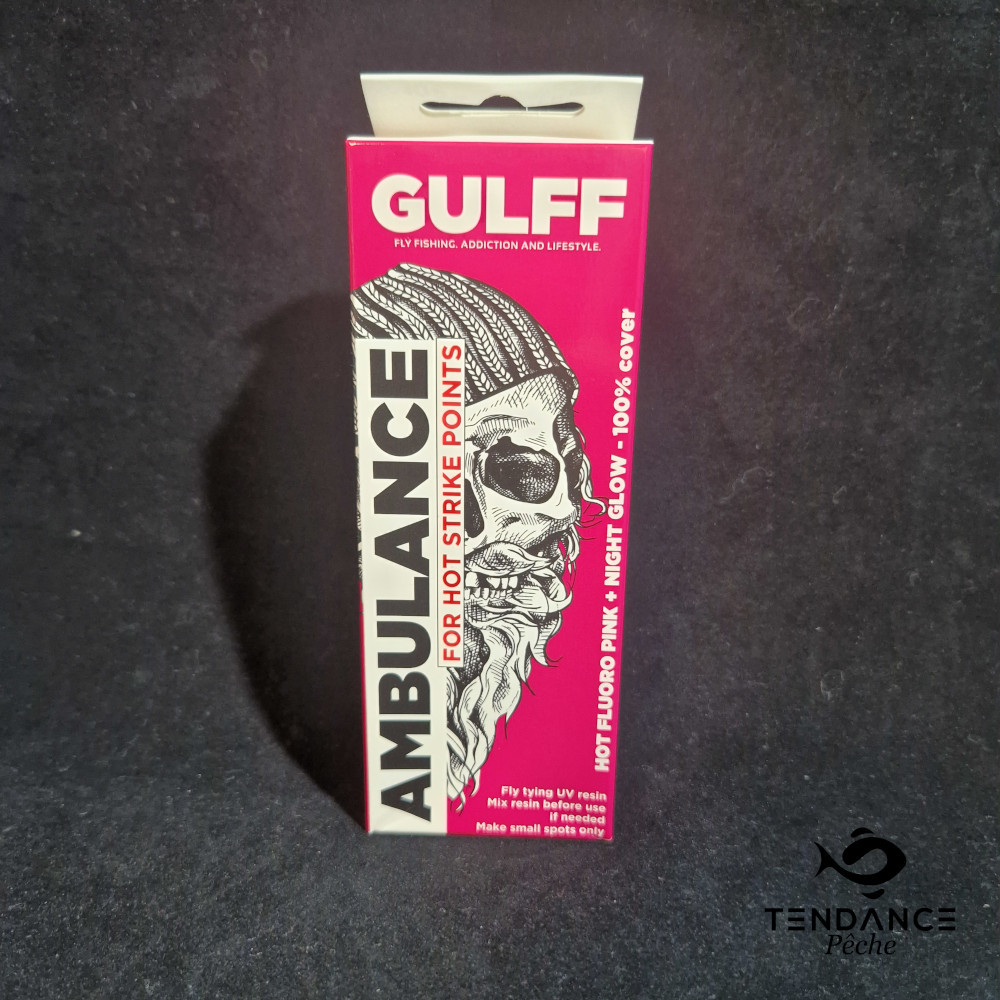 GULFF
FLY FISHING. ADDICTION AND LIFESTYLE.
AMBULANCE
FOR HOT STRIKE POINTS
HOT FLUORO PINK + NIGHT GLOW - 100% cover
Fly tying UV resin
Mix resin before use
if needed
Make small spots only
TENDANCE
Pêche